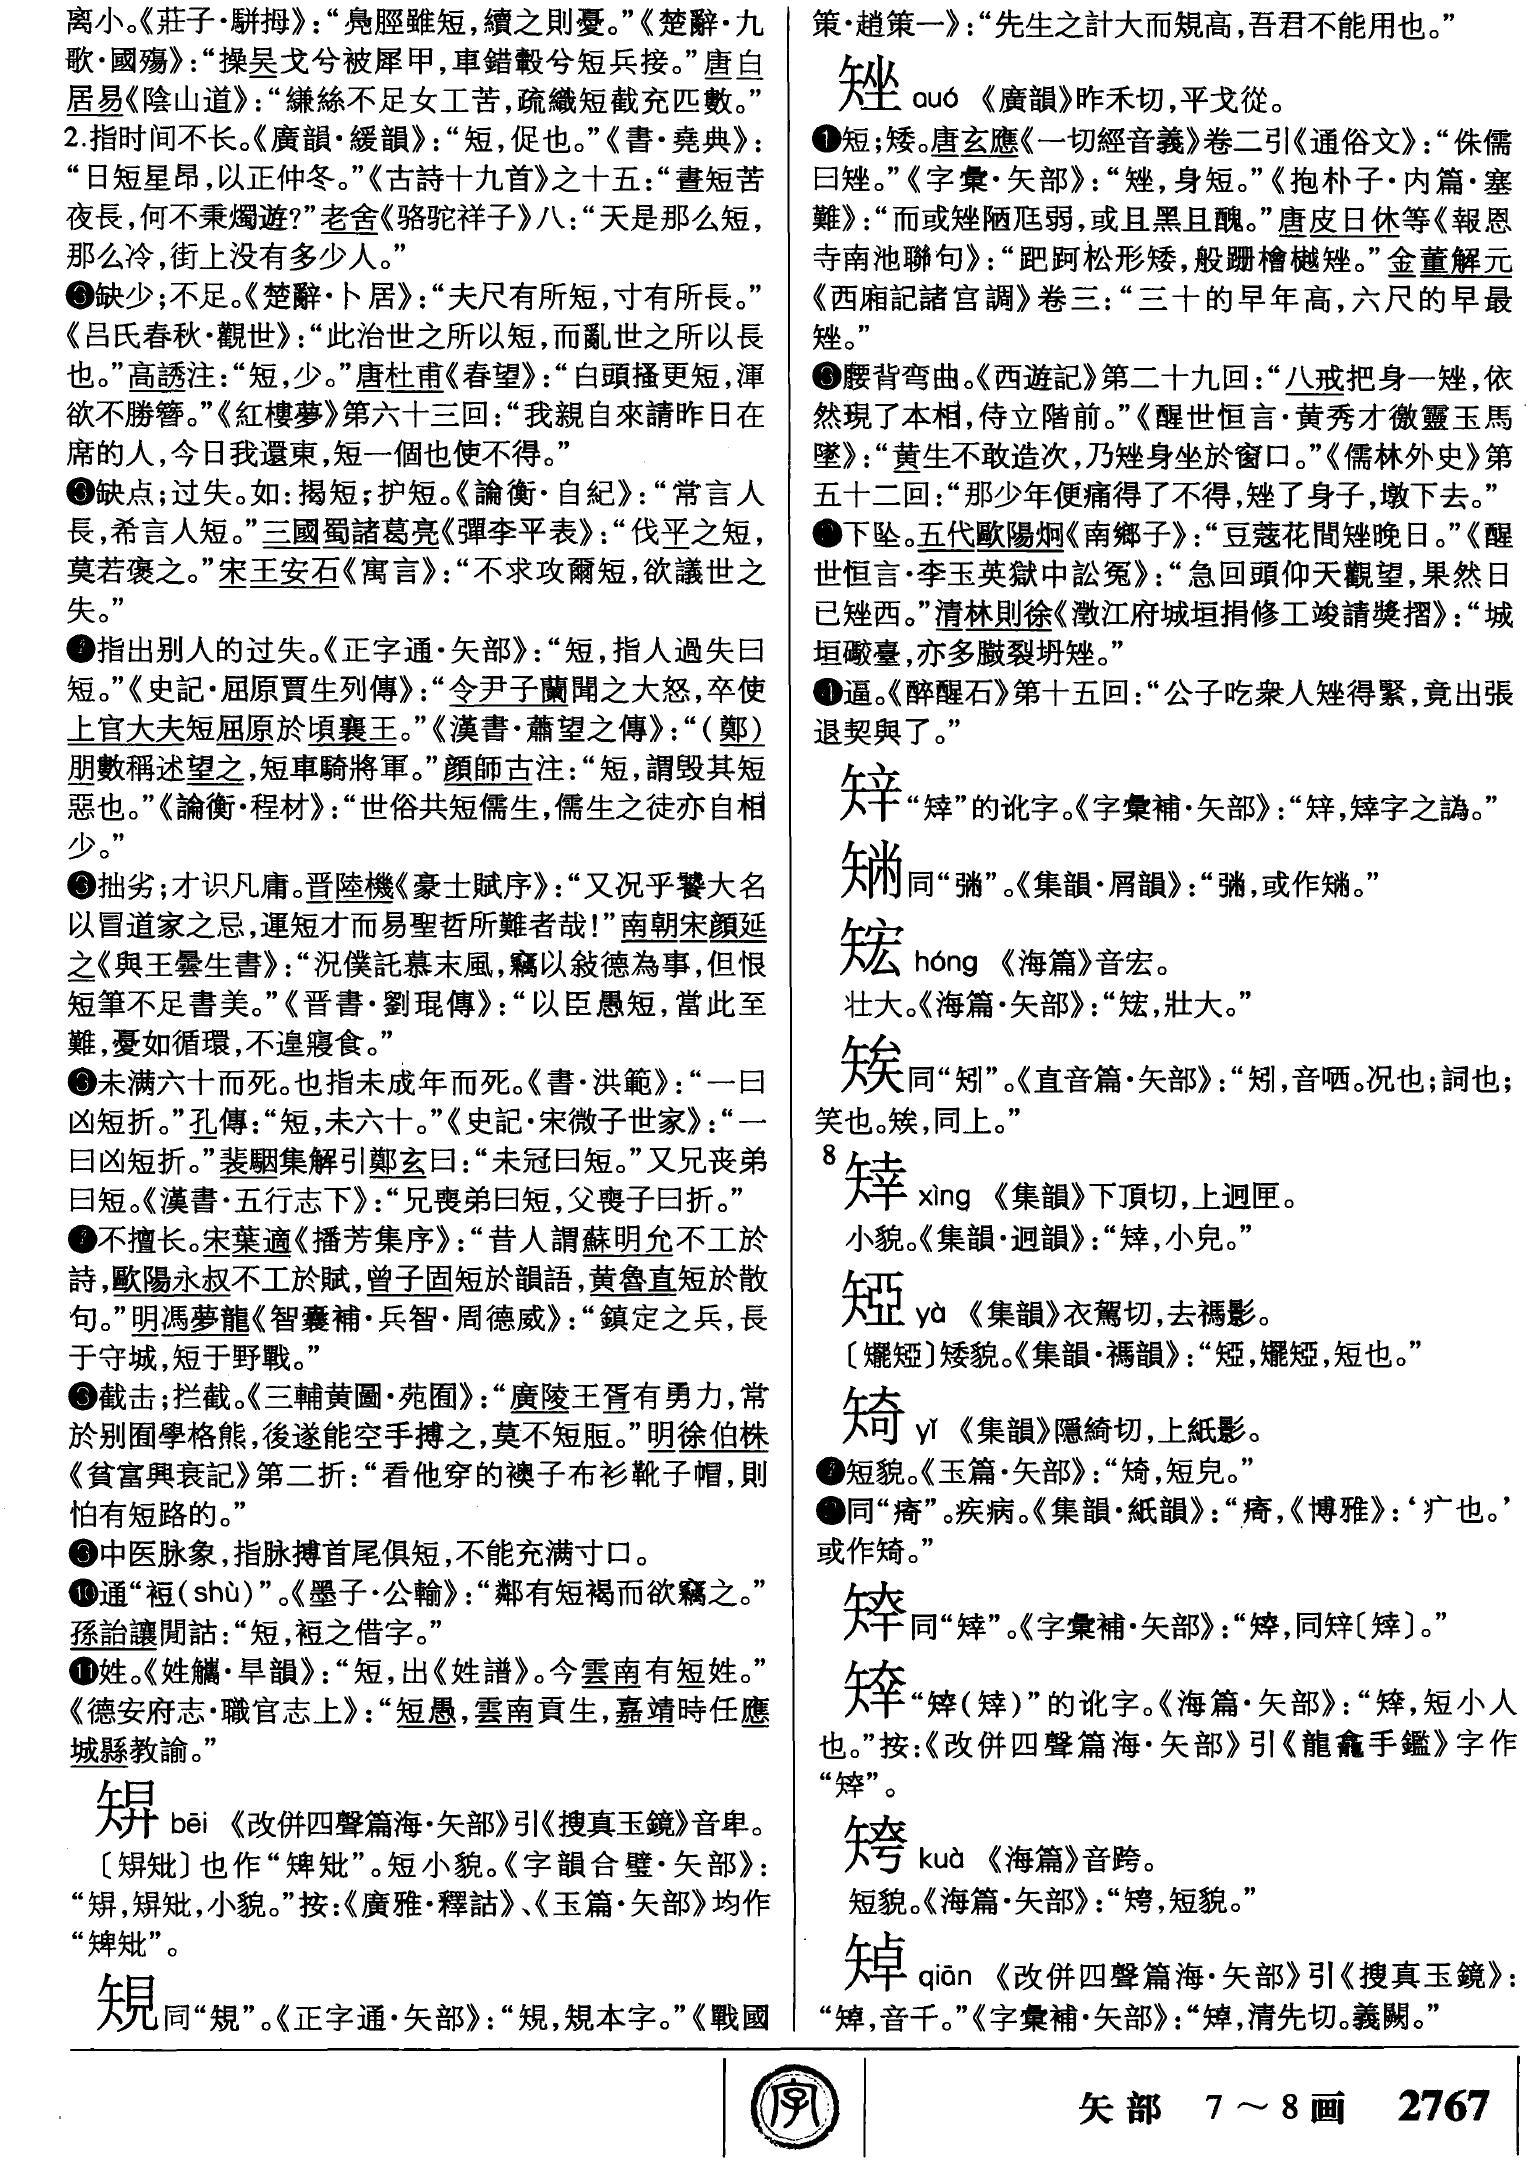 离小。《莊子·駢拇》：“鳧脛雖短，續之則憂。”《楚辭·九
歌·國殤》：“操吴戈兮被犀甲，車錯轂兮短兵接。”唐白
居易《陰山道》：“縑絲不足女工苦，疏織短截充匹數。”
2.指时间不长。《廣韻·緩韻》：“短，促也。”《書·堯典》：
“日短星昂，以正仲冬。”《古詩十九首》之十五：“晝短苦
夜長，何不秉燭遊？”老舍《骆驼祥子》八：“天是那么短，
那么冷，街上没有多少人。”
❸缺少；不足。《楚辭·卜居》：“夫尺有所短，寸有所長。”
《吕氏春秋·觀世》：“此治世之所以短，而亂世之所以長
也。”高誘注：“短，少。”唐杜甫《春望》：“白頭搔更短，渾
欲不勝簪。”《紅樓夢》第六十三回：“我親自來請昨日在
席的人，今日我還東，短一個也使不得。”
❸缺点；过失。如：揭短；护短。《論衡·自紀》：“常言人
長，希言人短。”三國蜀諸葛亮《彈李平表》：“伐平之短，
莫若褒之。”宋王安石《寓言》：“不求攻爾短，欲議世之
失。”
指出别人的过失。《正字通·矢部》：“短，指人過失曰
短。”《史記·屈原賈生列傳》：“令尹子蘭聞之大怒，卒使
上官大夫短屈原於頃襄王。”《漢書·蕭望之傳》：“（鄭）
朋數稱述望之，短車騎將軍。”顔師古注：“短，謂毁其短
惡也。”《論衡·程材》：“世俗共短儒生，儒生之徒亦自相
少。”
❸拙劣；才识凡庸。晋陸機《豪士賦序》：“又况乎饕大名
以冒道家之忌，運短才而易聖哲所難者哉！”南朝宋顔延
之《與王曇生書》：“況僕託慕末風，竊以敍德為事，但恨
短筆不足書美。”《晋書·劉琨傳》：“以臣愚短，當此至
難，憂如循環，不遑寢食。”
❸未满六十而死。也指未成年而死。《書·洪範》：“一曰
凶短折。”孔傳：“短，未六十。”《史記·宋微子世家》：“一
曰凶短折。”裴駰集解引鄭玄曰：“未冠曰短。”又兄丧弟
曰短。《漢書·五行志下》：“兄喪弟曰短，父喪子曰折。”
不擅长。宋葉適《播芳集序》：“昔人謂蘇明允不工於
詩，歐陽永叔不工於賦，曾子固短於韻語，黄魯直短於散
句。”明馮夢龍《智囊補·兵智·周德威》：“鎮定之兵，長
于守城，短于野戰。”
❸截击；拦截。《三輔黄圖·苑囿》：“廣陵王胥有勇力，常
於别囿學格熊，後遂能空手搏之，莫不短脰。”明徐伯株
《貧富興衰記》第二折：“看他穿的襖子布衫靴子帽，則
怕有短路的。”
❸中医脉象，指脉搏首尾俱短，不能充满寸口。
❿通“裋(shù)”。《墨子·公輸》：“鄰有短褐而欲竊之。”
孫詒讓閒詁：“短，裋之借字。”
⓫姓。《姓觿·旱韻》：“短，出《姓譜》。今雲南有短姓。”
《德安府志·職官志上》：“短愚，雲南貢生，嘉靖時任應
城縣教諭。”
bēi 《改併四聲篇海·矢部》引《搜真玉鏡》音卑。
也作“𥏠㱔”。短小貌。《字韻合璧·矢部》：
小貌。”按：《廣雅·釋詁》、《玉篇·矢部》均作
同“規”。《正字通·矢部》：“䂓，規本字。”《戰國
策·趙策一》：“先生之計大而規高，吾君不能用也。”
矬 cuó 《廣韻》昨禾切，平戈從。
❶短；矮。唐玄應《一切經音義》卷二引《通俗文》：“侏儒
曰矬。”《字彙·矢部》：“矬，身短。”《抱朴子·内篇·塞
難》：“而或矬陋尫弱，或且黑且醜。”唐皮日休等《報恩
寺南池聯句》：“跁跒松形矮，般跚檜樾矬。”金董解元
《西廂記諸宫調》卷三：“三十的早年高，六尺的早最
矬。”
❸腰背弯曲。《西遊記》第二十九回：“八戒把身一矬，依
然現了本相，侍立階前。”《醒世恒言·黄秀才徼靈玉馬
墜》：“黄生不敢造次，乃矬身坐於窗口。”《儒林外史》第
五十二回：“那少年便痛得了不得，矬了身子，墩下去。”
下坠。五代歐陽炯《南鄉子》：“豆蔻花間矬晚日。”《醒
世恒言·李玉英獄中訟冤》：“急回頭仰天觀望，果然日
已矬西。”清林則徐《澂江府城垣捐修工竣請獎摺》：“城
垣礮臺，亦多臌裂坍矬。”
逼。《醉醒石》第十五回：“公子吃衆人矬得緊，竟出張
退契與了。”
“𥏕”的讹字。《字彙補·矢部》：
同“㢼”。《集韻·屑韻》：
hóng 《海篇》音宏。
壮大。《海篇·矢部》：“𥏏，壯大。”
同“矧”。《直音篇·矢部》：“矧，音哂。况也；詞也；
笑也。𥏐，同上。”
8
xìng 《集韻》下頂切，上迥匣。
小貌。《集韻·迥韻》：“𥏕，小皃。”
yà 《集韻》衣駕切，去禡影。
矮貌。《集韻·禡韻》：短也。”
yǐ 《集韻》隱綺切，上紙影。
短貌。《玉篇·矢部》：“𥏜，短皃。”
同“痵”。疾病。《集韻·紙韻》：《博雅》：‘疒也。’
或作𥏜。”
同“𥏕”。《字彙補·矢部》：
的讹字。《海篇·矢部》：短小人
也。”按：《改併四聲篇海·矢部》引《龍龕手鑑》字作
kuà 《海篇》音跨。
短貌。《海篇·矢部》：短貌。”
qiān 《改併四聲篇海·矢部》引《搜真玉鏡》：
音千。”《字彙補·矢部》：清先切。義闕。”
字
矢部 7～8画 2767